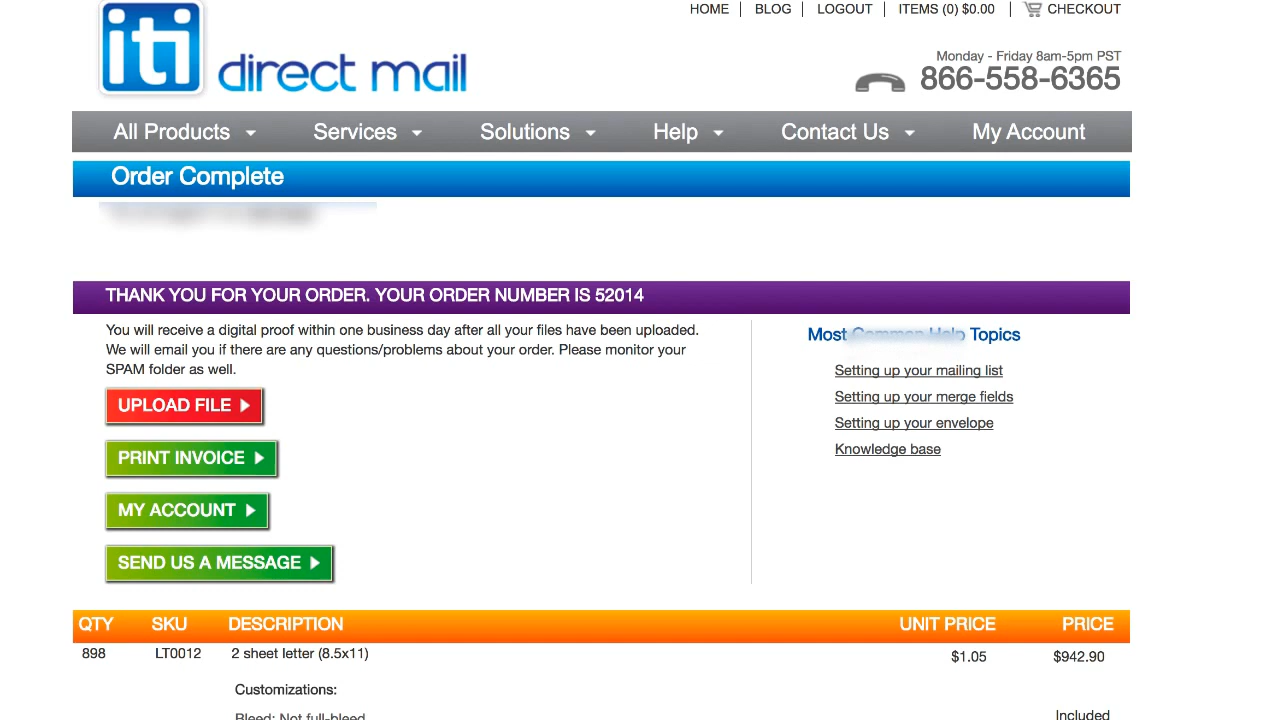 HOME | BLOG | LOGOUT | ITEMS (0) $0.00 | CHECKOUT
iti direct mail
Monday - Friday 8am-5pm PST
866-558-6365
All Products Services Solutions Help Contact Us My Account
Order Complete
THANK YOU FOR YOUR ORDER. YOUR ORDER NUMBER IS 52014
You will receive a digital proof within one business day after all your files have been uploaded.
We will email you if there are any questions/problems about your order. Please monitor your
SPAM folder as well.
UPLOAD FILE
PRINT INVOICE
MY ACCOUNT
SEND US A MESSAGE
Most Common Help Topics
Setting up your mailing list
Setting up your merge fields
Setting up your envelope
Knowledge base
QTY SKU DESCRIPTION UNIT PRICE PRICE
898 LT0012 2 sheet letter (8.5x11) $1.05 $942.90
Customizations:
Bleed: Not full-bleed Included